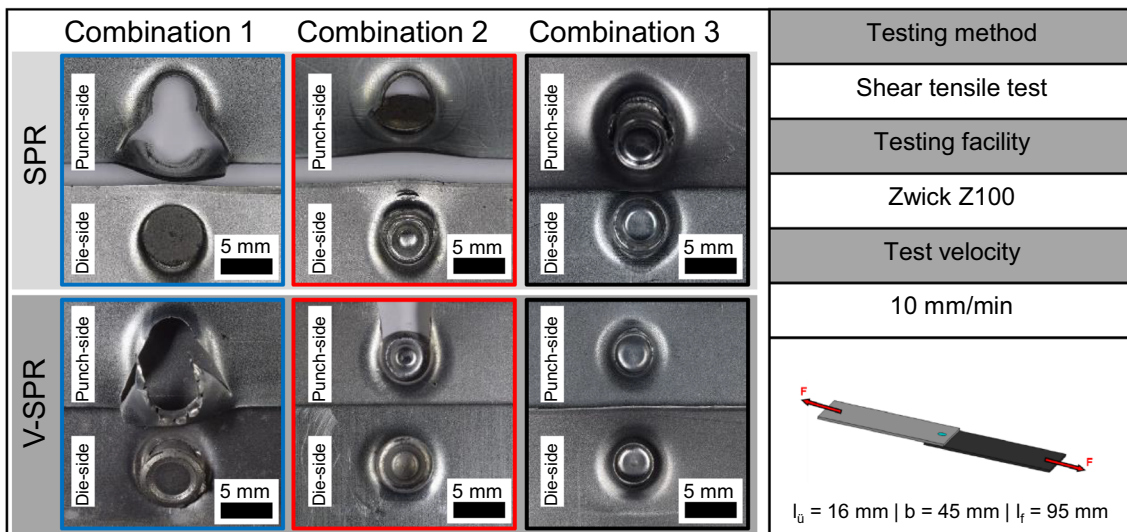 Combination 1
Combination 2
Combination 3
SPR
Punch-side
Die-side
5 mm
Punch-side
Die-side
5 mm
Punch-side
Die-side
5 mm
V-SPR
Punch-side
Die-side
5 mm
Punch-side
Die-side
5 mm
Punch-side
Die-side
5 mm
Testing method
Shear tensile test
Testing facility
Zwick Z100
Test velocity
10 mm/min
F
F
lü = 16 mm | b = 45 mm | lf = 95 mm